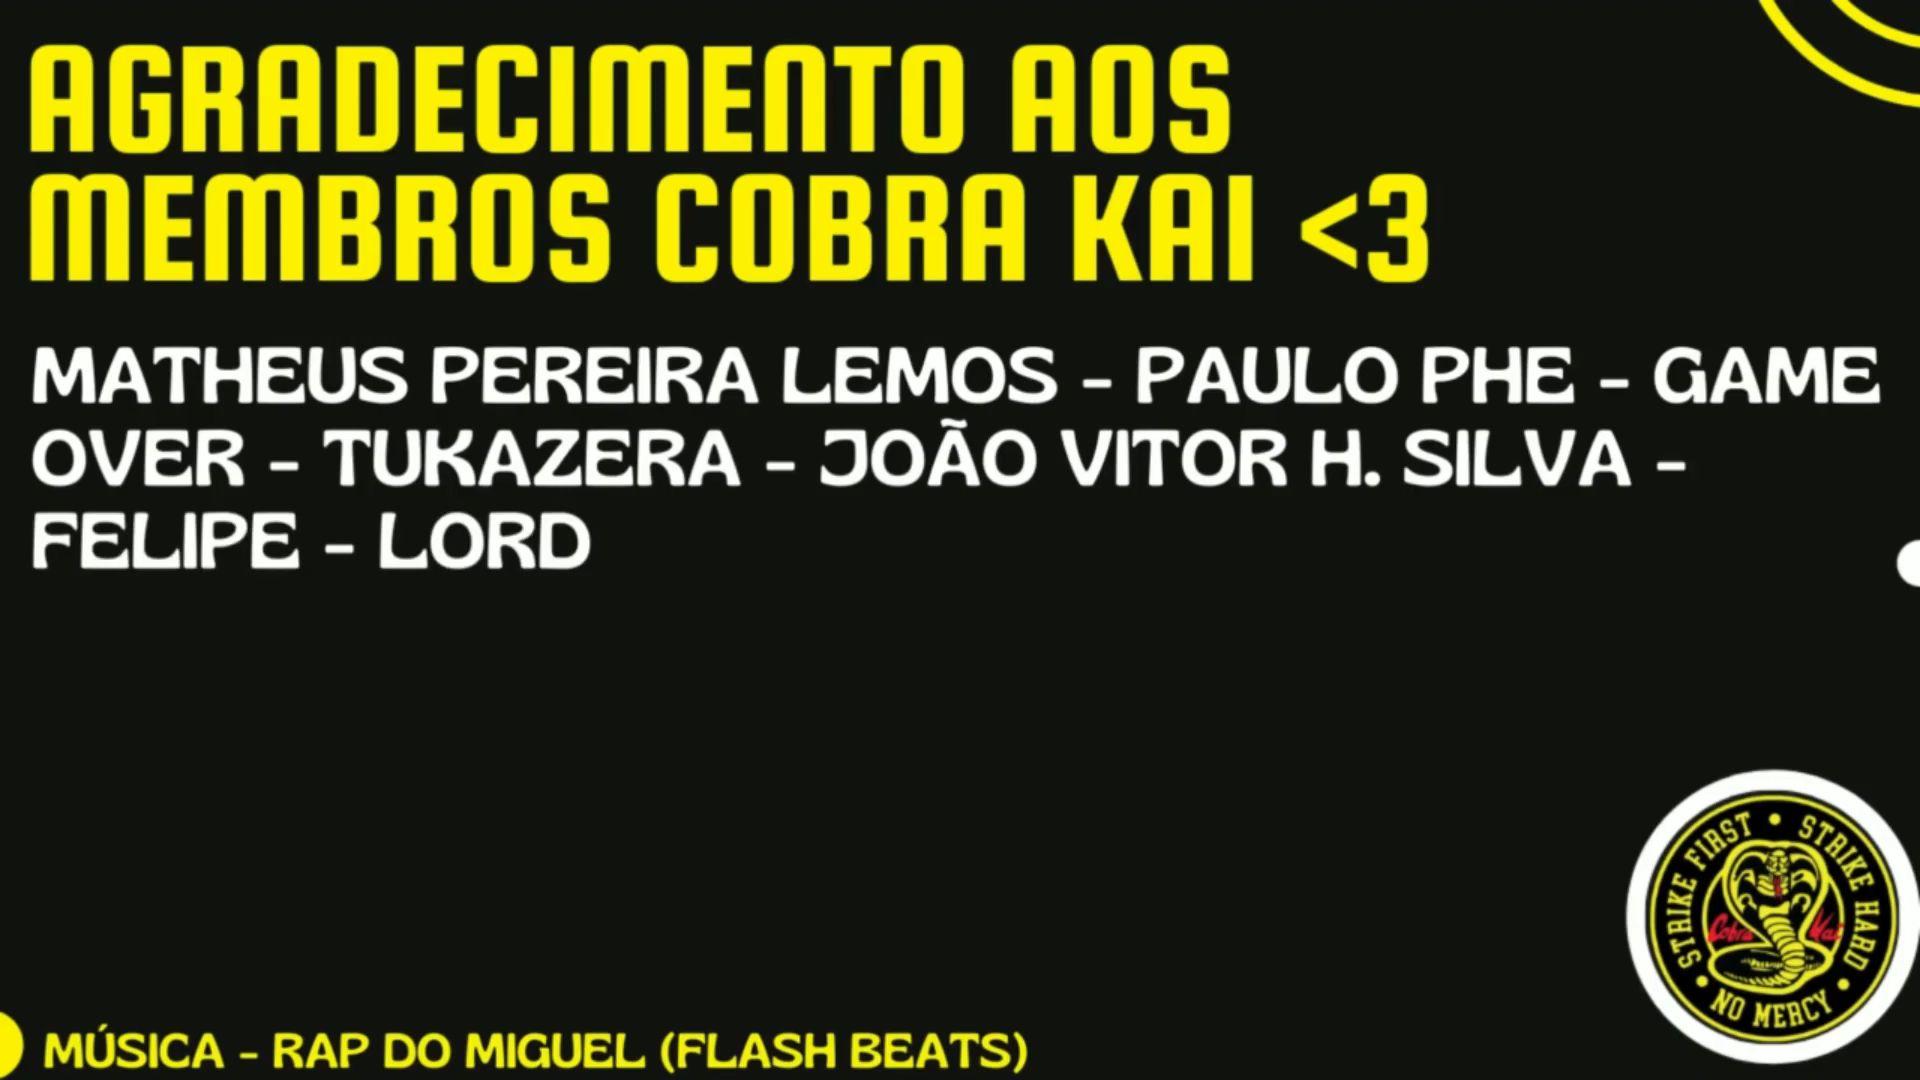 AGRADECIMENTO AOS
MEMBROS COBRA KAI <3
MATHEUS PEREIRA LEMOS - PAULO PHE - GAME
OVER - TUKAZERA - JOÃO VITOR H. SILVA -
FELIPE - LORD
STRIKE FIRST • STRIKE HARD • NO MERCY •
Cobra Kai
MÚSICA - RAP DO MIGUEL (FLASH BEATS)